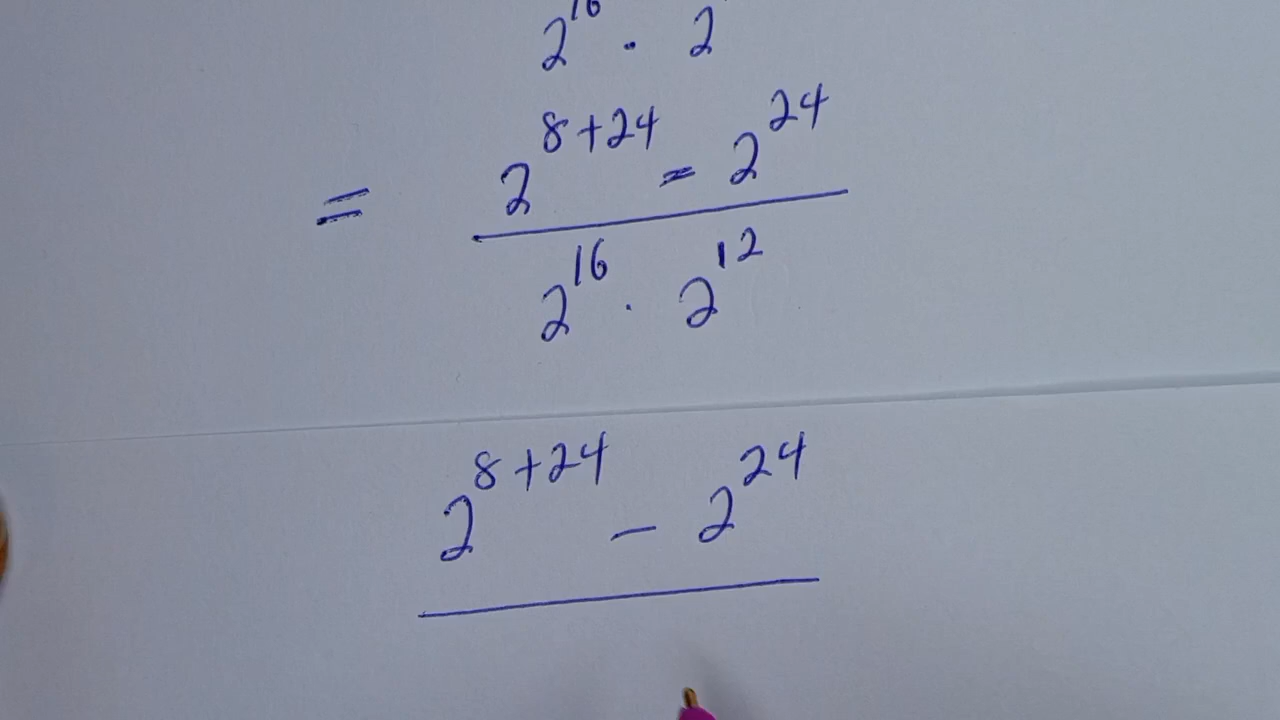 2^16 · 2
= (2^(8+24) = 2^24) / (2^16 · 2^12)
2^(8+24) - 2^24